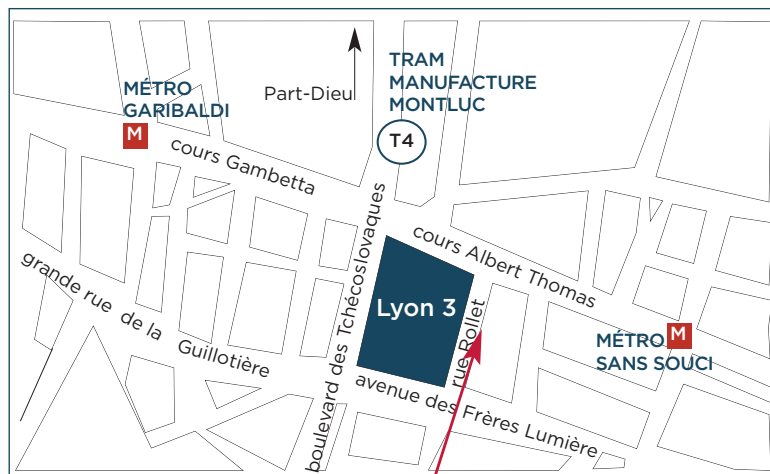 TRAM
MANUFACTURE
MONTLUC
MÉTRO
GARIBALDI
M
Part-Dieu
T4
cours Gambetta
boulevard des Tchécoslovaques
cours Albert Thomas
grande rue de la Guillotière
Lyon 3
rue Rollet
MÉTRO
SANS SOUCI
M
avenue des Frères Lumière